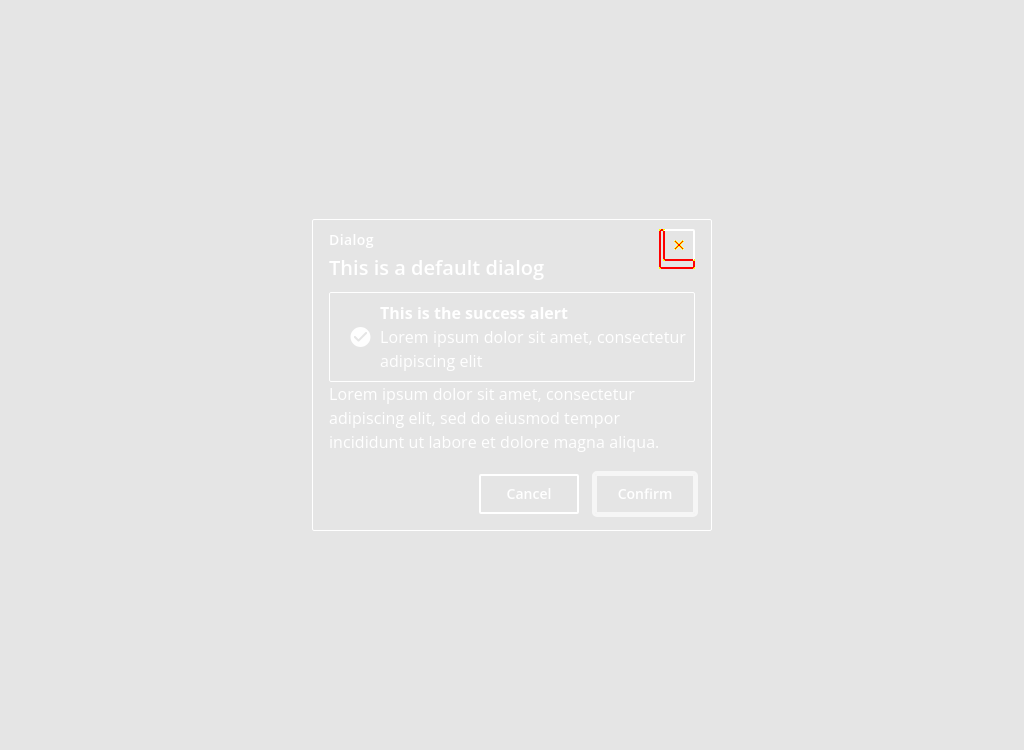 Dialog
This is a default dialog
This is the success alert
Lorem ipsum dolor sit amet, consectetur
adipiscing elit
Lorem ipsum dolor sit amet, consectetur
adipiscing elit, sed do eiusmod tempor
incididunt ut labore et dolore magna aliqua.
Cancel Confirm